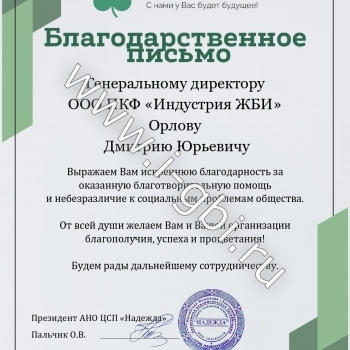 С нами у Вас будет будущее!
Благодарственное
письмо
Генеральному директору
ООО ПКФ «Индустрия ЖБИ»
Орлову
Дмитрию Юрьевичу
Выражаем Вам искреннюю благодарность за
оказанную благотворительную помощь
и небезразличие к социальным проблемам общества.
От всей души желаем Вам и Вашей организации
благополучия, успеха и процветания!
Будем рады дальнейшему сотрудничеству.
Президент АНО ЦСП «Надежда»
Пальчик О.В.
НАДЕЖДА
www.i-gbi.ru